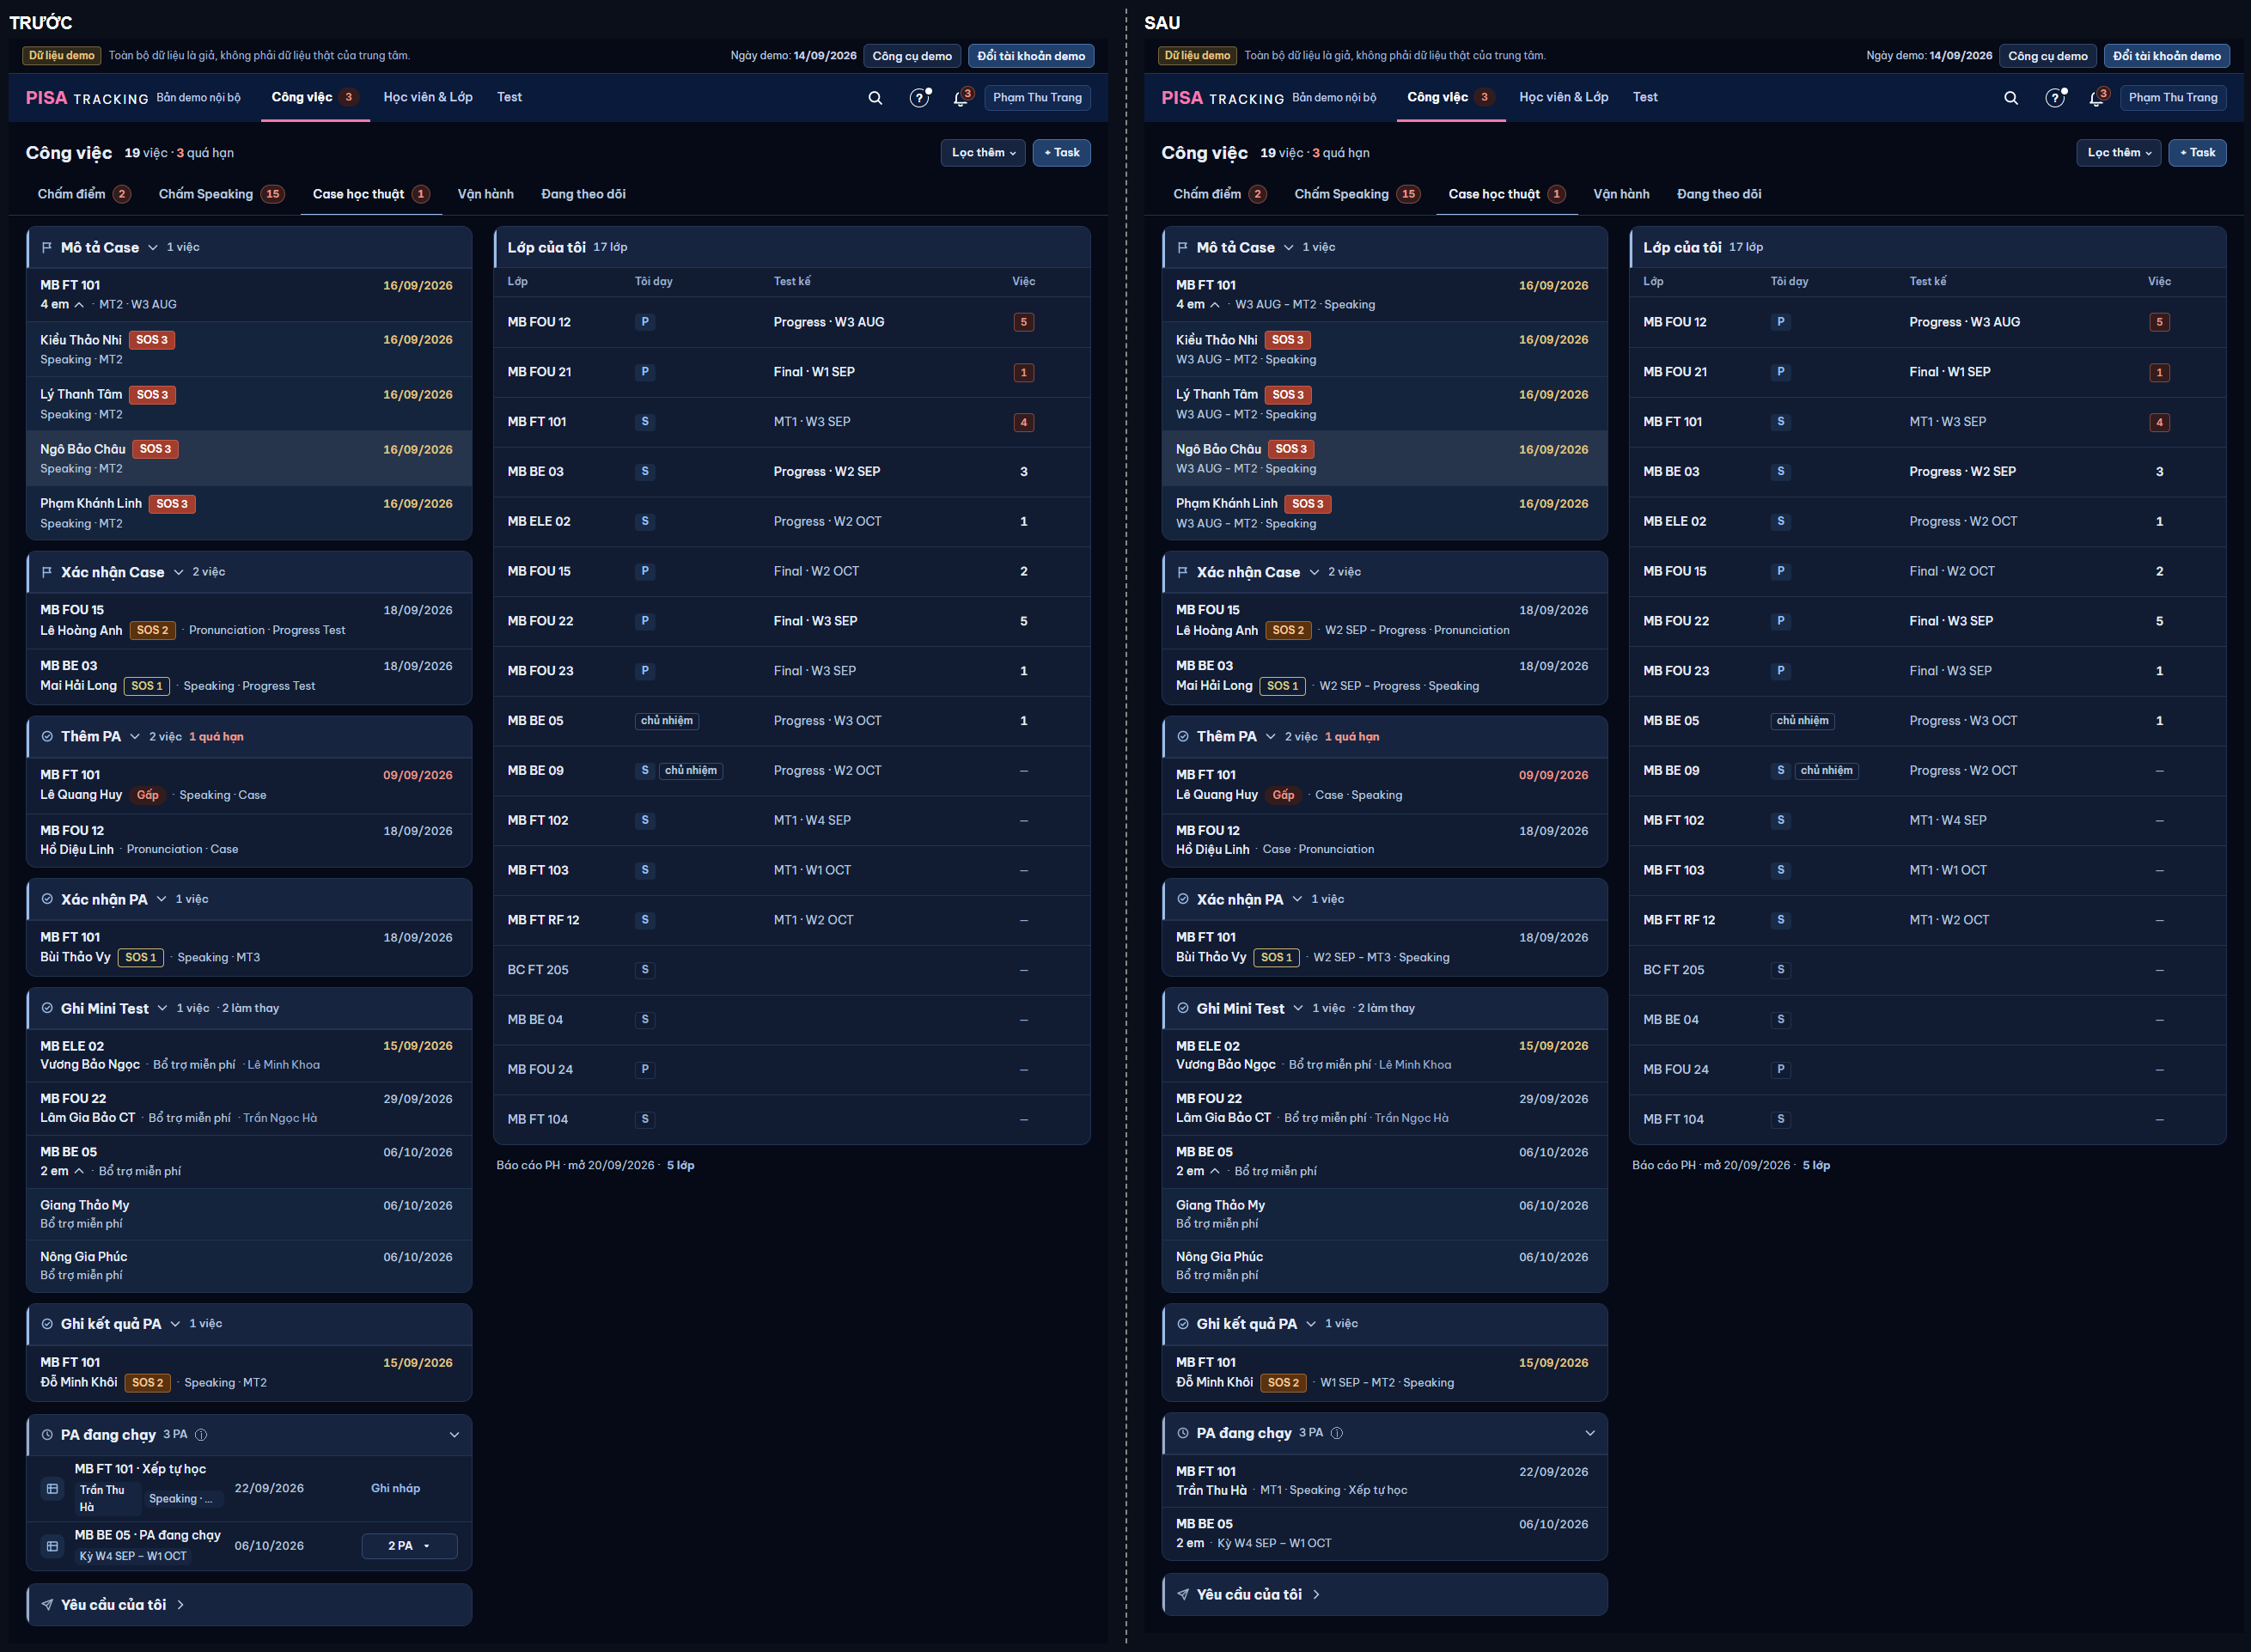 TRƯỚC
Dữ liệu demo Toàn bộ dữ liệu là giả, không phải dữ liệu thật của trung tâm. Ngày demo: 14/09/2026 Công cụ demo Đổi tài khoản demo
PISA TRACKING Bản demo nội bộ Công việc 3 Học viên & Lớp Test ? 3 Phạm Thu Trang
Công việc 19 việc · 3 quá hạn Lọc thêm + Task
Chấm điểm 2 Chấm Speaking 15 Case học thuật 1 Vận hành Đang theo dõi
Mô tả Case 1 việc
MB FT 101 16/09/2026
4 em · MT2 · W3 AUG
Kiều Thảo Nhi SOS 3 16/09/2026
Speaking · MT2
Lý Thanh Tâm SOS 3 16/09/2026
Speaking · MT2
Ngô Bảo Châu SOS 3 16/09/2026
Speaking · MT2
Phạm Khánh Linh SOS 3 16/09/2026
Speaking · MT2
Xác nhận Case 2 việc
MB FOU 15 18/09/2026
Lê Hoàng Anh SOS 2 · Pronunciation · Progress Test
MB BE 03 18/09/2026
Mai Hải Long SOS 1 · Speaking · Progress Test
Thêm PA 2 việc 1 quá hạn
MB FT 101 09/09/2026
Lê Quang Huy Gấp · Speaking · Case
MB FOU 12 18/09/2026
Hồ Diệu Linh · Pronunciation · Case
Xác nhận PA 1 việc
MB FT 101 18/09/2026
Bùi Thảo Vy SOS 1 · Speaking · MT3
Ghi Mini Test 1 việc · 2 làm thay
MB ELE 02 15/09/2026
Vương Bảo Ngọc · Bổ trợ miễn phí · Lê Minh Khoa
MB FOU 22 29/09/2026
Lâm Gia Bảo CT · Bổ trợ miễn phí · Trần Ngọc Hà
MB BE 05 06/10/2026
2 em · Bổ trợ miễn phí
Giang Thảo My 06/10/2026
Bổ trợ miễn phí
Nông Gia Phúc 06/10/2026
Bổ trợ miễn phí
Ghi kết quả PA 1 việc
MB FT 101 15/09/2026
Đỗ Minh Khôi SOS 2 · Speaking · MT2
PA đang chạy 3 PA
MB FT 101 · Xếp tự học
Trần Thu Hà Speaking · ... 22/09/2026 Ghi nháp
MB BE 05 · PA đang chạy
Kỳ W4 SEP – W1 OCT 06/10/2026 2 PA
Yêu cầu của tôi
Lớp của tôi 17 lớp
Lớp Tôi dạy Test kế Việc
MB FOU 12 P Progress · W3 AUG 5
MB FOU 21 P Final · W1 SEP 1
MB FT 101 S MT1 · W3 SEP 4
MB BE 03 S Progress · W2 SEP 3
MB ELE 02 S Progress · W2 OCT 1
MB FOU 15 P Final · W2 OCT 2
MB FOU 22 P Final · W3 SEP 5
MB FOU 23 P Final · W3 SEP 1
MB BE 05 chủ nhiệm Progress · W3 OCT 1
MB BE 09 S chủ nhiệm Progress · W2 OCT –
MB FT 102 S MT1 · W4 SEP –
MB FT 103 S MT1 · W1 OCT –
MB FT RF 12 S MT1 · W2 OCT –
BC FT 205 S –
MB BE 04 S –
MB FOU 24 P –
MB FT 104 S –
Báo cáo PH · mở 20/09/2026 · 5 lớp
SAU
Dữ liệu demo Toàn bộ dữ liệu là giả, không phải dữ liệu thật của trung tâm. Ngày demo: 14/09/2026 Công cụ demo Đổi tài khoản demo
PISA TRACKING Bản demo nội bộ Công việc 3 Học viên & Lớp Test ? 3 Phạm Thu Trang
Công việc 19 việc · 3 quá hạn Lọc thêm + Task
Chấm điểm 2 Chấm Speaking 15 Case học thuật 1 Vận hành Đang theo dõi
Mô tả Case 1 việc
MB FT 101 16/09/2026
4 em · W3 AUG – MT2 · Speaking
Kiều Thảo Nhi SOS 3 16/09/2026
W3 AUG – MT2 · Speaking
Lý Thanh Tâm SOS 3 16/09/2026
W3 AUG – MT2 · Speaking
Ngô Bảo Châu SOS 3 16/09/2026
W3 AUG – MT2 · Speaking
Phạm Khánh Linh SOS 3 16/09/2026
W3 AUG – MT2 · Speaking
Xác nhận Case 2 việc
MB FOU 15 18/09/2026
Lê Hoàng Anh SOS 2 · W2 SEP – Progress · Pronunciation
MB BE 03 18/09/2026
Mai Hải Long SOS 1 · W2 SEP – Progress · Speaking
Thêm PA 2 việc 1 quá hạn
MB FT 101 09/09/2026
Lê Quang Huy Gấp · Case · Speaking
MB FOU 12 18/09/2026
Hồ Diệu Linh · Case · Pronunciation
Xác nhận PA 1 việc
MB FT 101 18/09/2026
Bùi Thảo Vy SOS 1 · W2 SEP – MT3 · Speaking
Ghi Mini Test 1 việc · 2 làm thay
MB ELE 02 15/09/2026
Vương Bảo Ngọc · Bổ trợ miễn phí · Lê Minh Khoa
MB FOU 22 29/09/2026
Lâm Gia Bảo CT · Bổ trợ miễn phí · Trần Ngọc Hà
MB BE 05 06/10/2026
2 em · Bổ trợ miễn phí
Giang Thảo My 06/10/2026
Bổ trợ miễn phí
Nông Gia Phúc 06/10/2026
Bổ trợ miễn phí
Ghi kết quả PA 1 việc
MB FT 101 15/09/2026
Đỗ Minh Khôi SOS 2 · W1 SEP – MT2 · Speaking
PA đang chạy 3 PA
MB FT 101 22/09/2026
Trần Thu Hà · MT1 · Speaking · Xếp tự học
MB BE 05 06/10/2026
2 em · Kỳ W4 SEP – W1 OCT
Yêu cầu của tôi
Lớp của tôi 17 lớp
Lớp Tôi dạy Test kế Việc
MB FOU 12 P Progress · W3 AUG 5
MB FOU 21 P Final · W1 SEP 1
MB FT 101 S MT1 · W3 SEP 4
MB BE 03 S Progress · W2 SEP 3
MB ELE 02 S Progress · W2 OCT 1
MB FOU 15 P Final · W2 OCT 2
MB FOU 22 P Final · W3 SEP 5
MB FOU 23 P Final · W3 SEP 1
MB BE 05 chủ nhiệm Progress · W3 OCT 1
MB BE 09 S chủ nhiệm Progress · W2 OCT –
MB FT 102 S MT1 · W4 SEP –
MB FT 103 S MT1 · W1 OCT –
MB FT RF 12 S MT1 · W2 OCT –
BC FT 205 S –
MB BE 04 S –
MB FOU 24 P –
MB FT 104 S –
Báo cáo PH · mở 20/09/2026 · 5 lớp